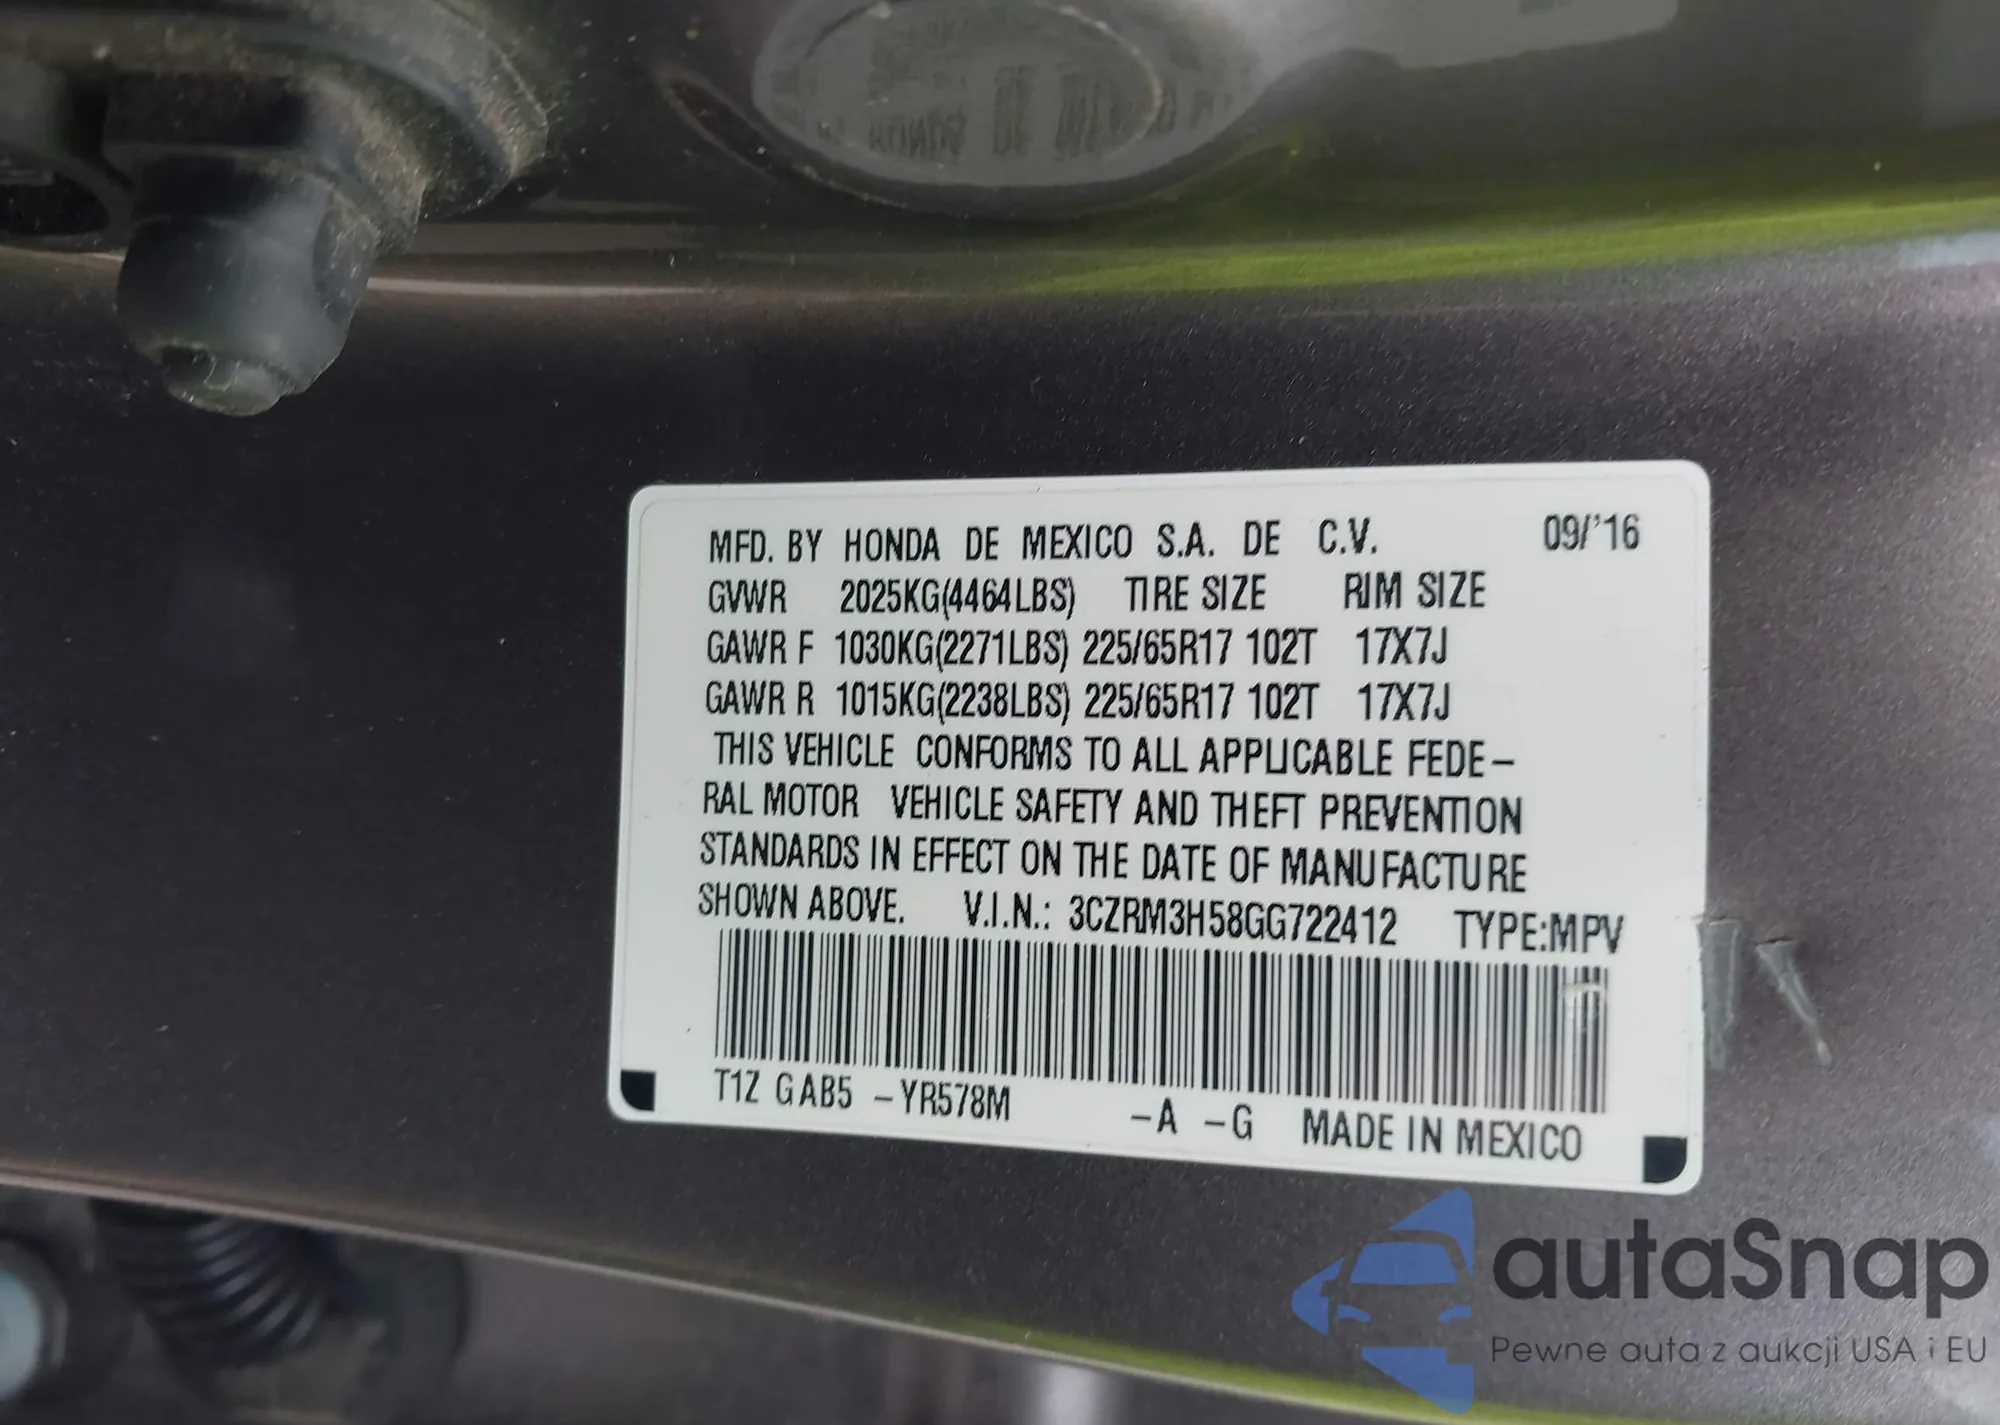 MFD. BY HONDA DE MEXICO S.A. DE C.V. 09/'16
GVWR 2025KG(4464LBS) TIRE SIZE RIM SIZE
GAWR F 1030KG(2271LBS) 225/65R17 102T 17X7J
GAWR R 1015KG(2238LBS) 225/65R17 102T 17X7J
THIS VEHICLE CONFORMS TO ALL APPLICABLE FEDE–
RAL MOTOR VEHICLE SAFETY AND THEFT PREVENTION
STANDARDS IN EFFECT ON THE DATE OF MANUFACTURE
SHOWN ABOVE. V.I.N.: 3CZRM3H58GG722412 TYPE:MPV
T1Z GAB5 –YR578M –A –G MADE IN MEXICO
autaSnap
Pewne auta z aukcji USA i EU